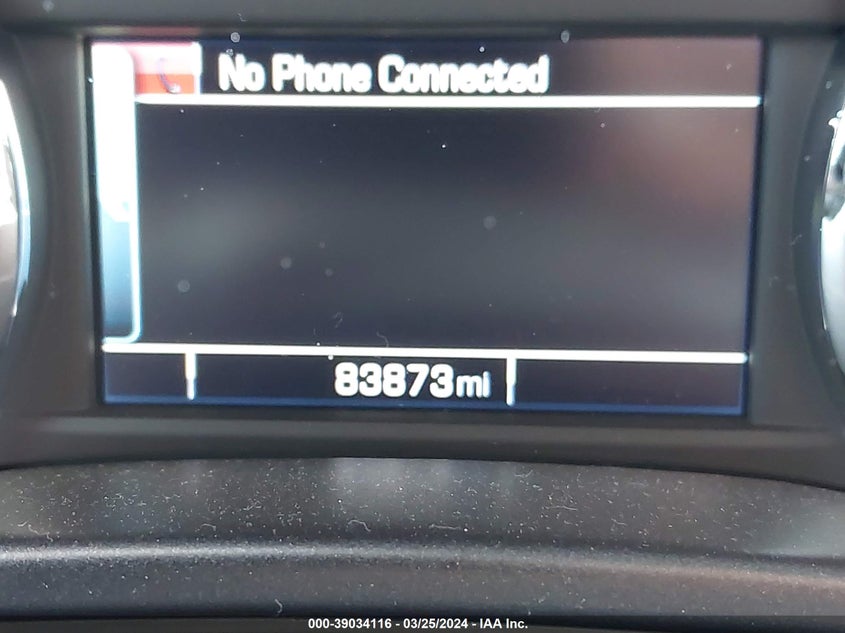 No Phone Connected
83873mi
000-39034116 - 03/25/2024 - IAA Inc.